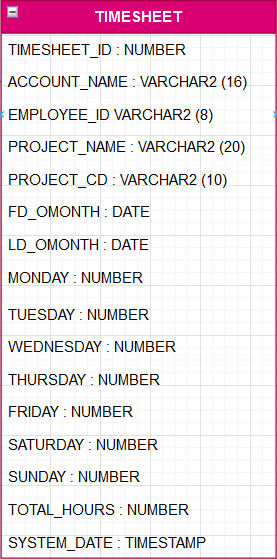 TIMESHEET
TIMESHEET_ID : NUMBER
ACCOUNT_NAME : VARCHAR2 (16)
EMPLOYEE_ID VARCHAR2 (8)
PROJECT_NAME : VARCHAR2 (20)
PROJECT_CD : VARCHAR2 (10)
FD_OMONTH : DATE
LD_OMONTH : DATE
MONDAY : NUMBER
TUESDAY : NUMBER
WEDNESDAY : NUMBER
THURSDAY : NUMBER
FRIDAY : NUMBER
SATURDAY : NUMBER
SUNDAY : NUMBER
TOTAL_HOURS : NUMBER
SYSTEM_DATE : TIMESTAMP